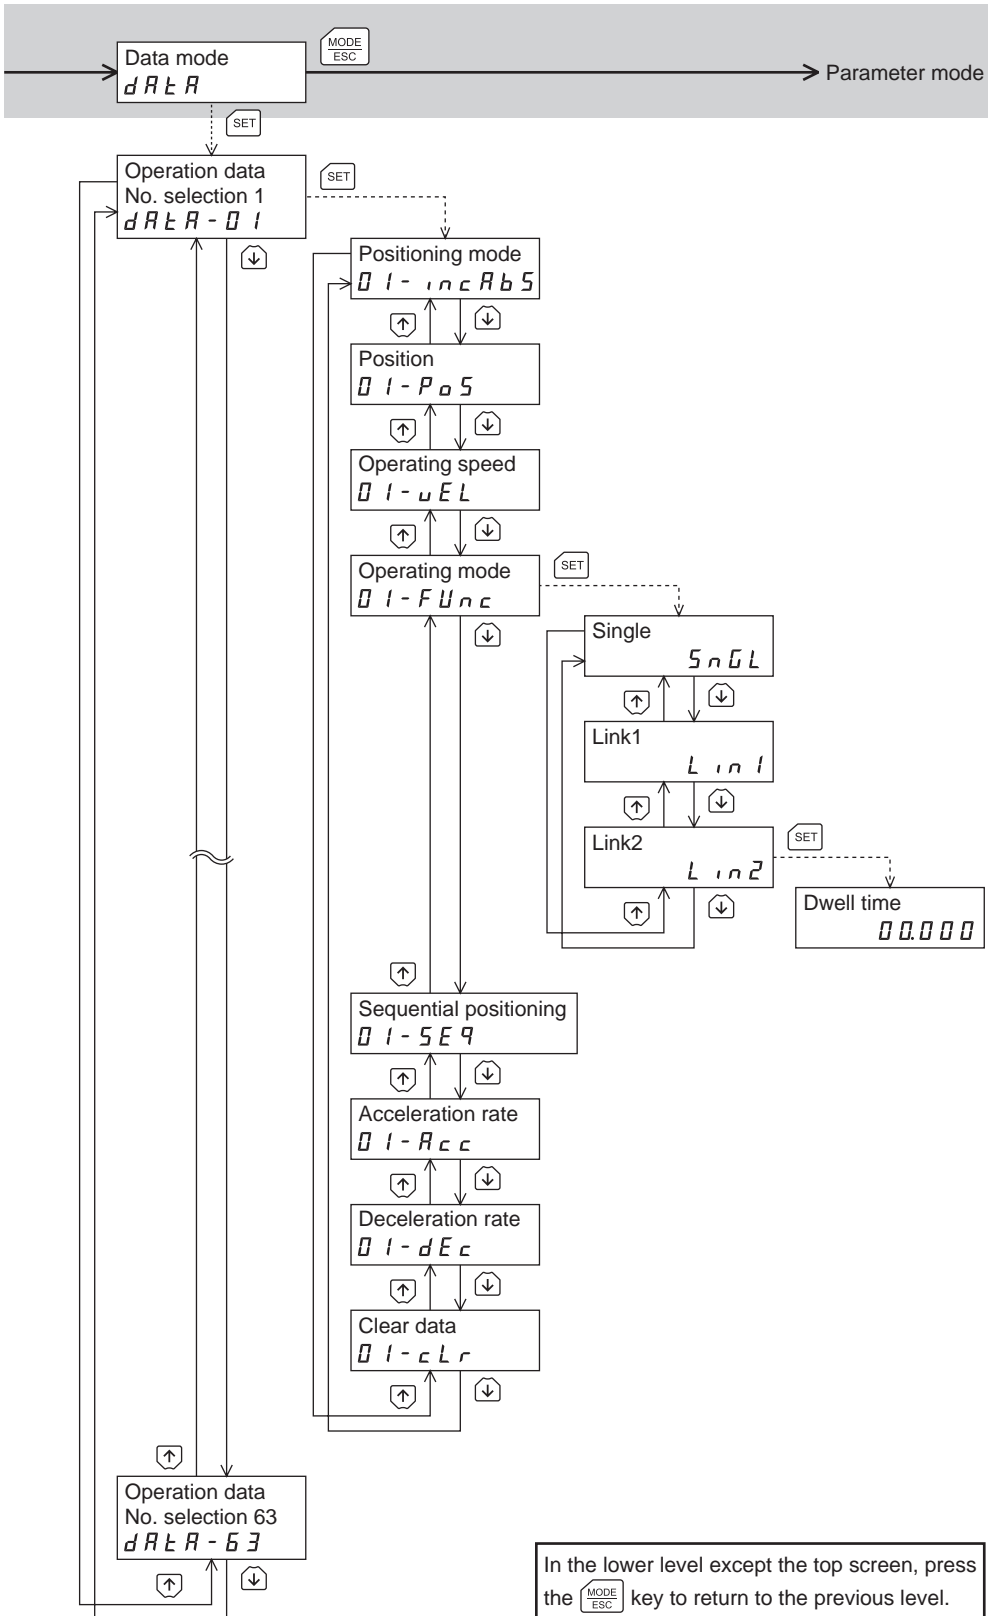 MODE
ESC
Data mode
dAtA
Parameter mode
SET
Operation data
No. selection 1
dAtA-01
SET
Positioning mode
01-incAbS
Position
01-PoS
Operating speed
01-vEL
Operating mode
01-FUnc
SET
Single
SnGL
Link1
Lin1
Link2
Lin2
SET
Dwell time
00.000
Sequential positioning
01-SEq
Acceleration rate
01-Acc
Deceleration rate
01-dEc
Clear data
01-cLr
Operation data
No. selection 63
dAtA-63
In the lower level except the top screen, press
the MODE ESC key to return to the previous level.